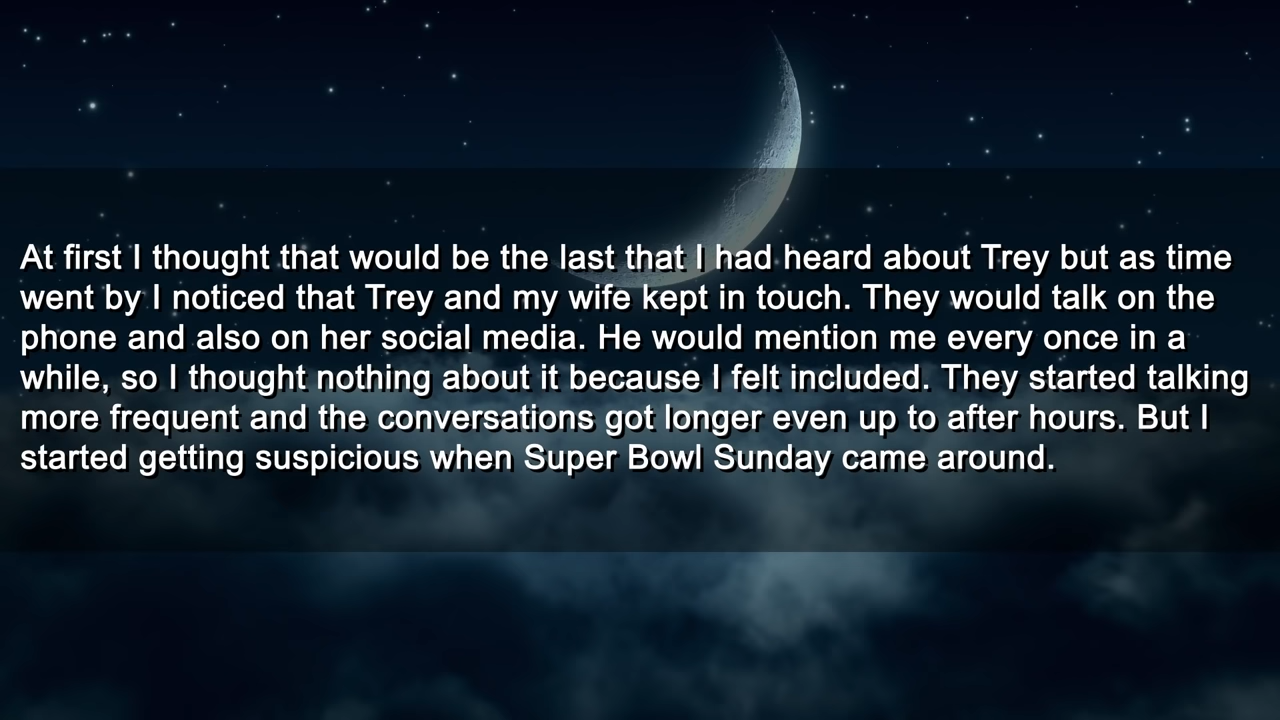 At first I thought that would be the last that I had heard about Trey but as time
went by I noticed that Trey and my wife kept in touch. They would talk on the
phone and also on her social media. He would mention me every once in a
while, so I thought nothing about it because I felt included. They started talking
more frequent and the conversations got longer even up to after hours. But I
started getting suspicious when Super Bowl Sunday came around.